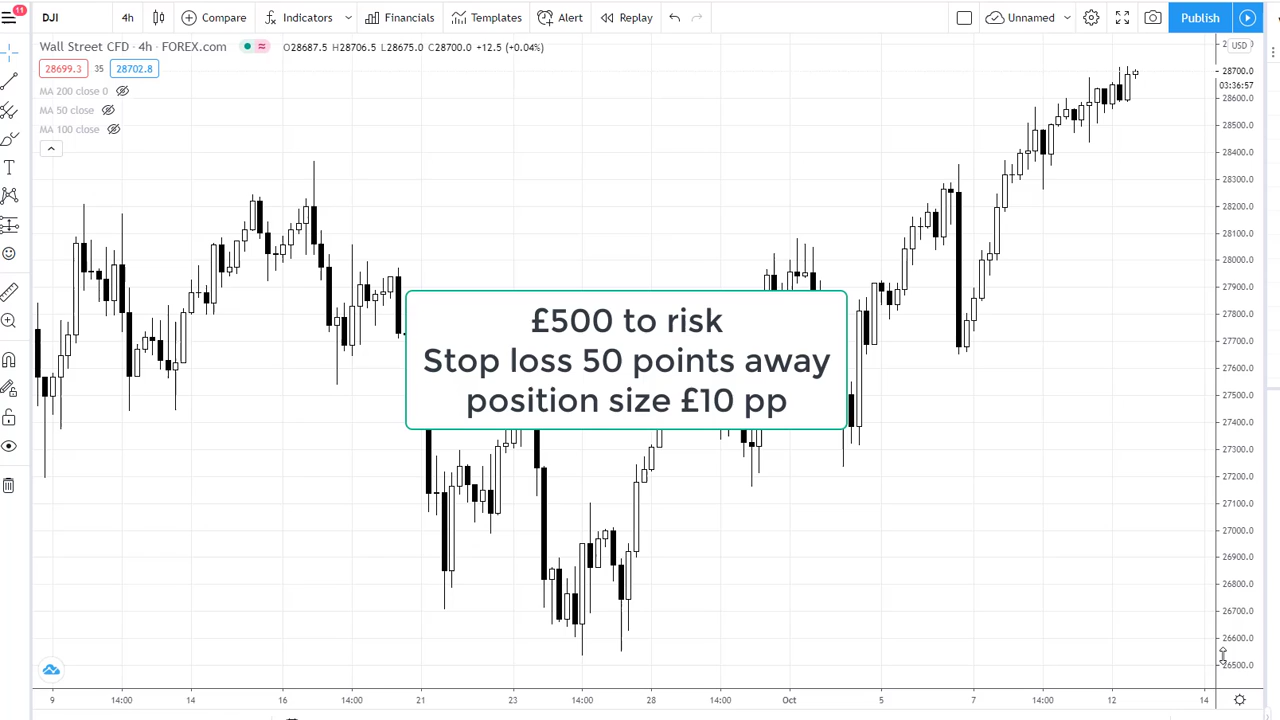 11
DJI
4h
Compare
Indicators
Financials
Templates
Alert
Replay
Unnamed
Publish
Wall Street CFD · 4h · FOREX.com
O28687.5 H28706.5 L28675.0 C28700.0 +12.5 (+0.04%)
USD
28699.3 35 28702.8
MA 200 close 0
MA 50 close
MA 100 close
£500 to risk
Stop loss 50 points away
position size £10 pp
28700.0
03:36:57
28600.0
28500.0
28400.0
28300.0
28200.0
28100.0
28000.0
27900.0
27800.0
27700.0
27600.0
27500.0
27400.0
27300.0
27200.0
27100.0
27000.0
26900.0
26800.0
26700.0
26600.0
26500.0
9 14:00 14 16 14:00 21 23 14:00 28 14:00 Oct 5 7 14:00 12 14